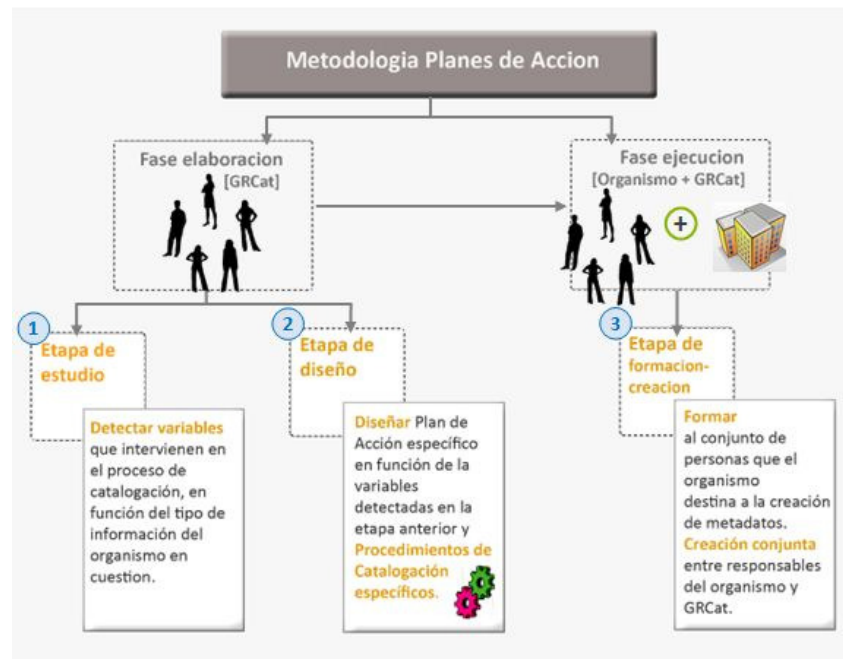 Metodologia Planes de Accion
Fase elaboracion
[GRCat]
Fase ejecucion
[Organismo + GRCat]
+
1
Etapa de
estudio
Detectar variables
que intervienen en
el proceso de
catalogación, en
función del tipo de
información del
organismo en
cuestion.
2
Etapa de
diseño
Diseñar Plan de
Acción específico
en función de la
variables
detectadas en la
etapa anterior y
Procedimientos de
Catalogación
específicos.
3
Etapa de
formacion-
creacion
Formar
al conjunto de
personas que el
organismo
destina a la creación
de metadatos.
Creación conjunta
entre responsables
del organismo y
GRCat.